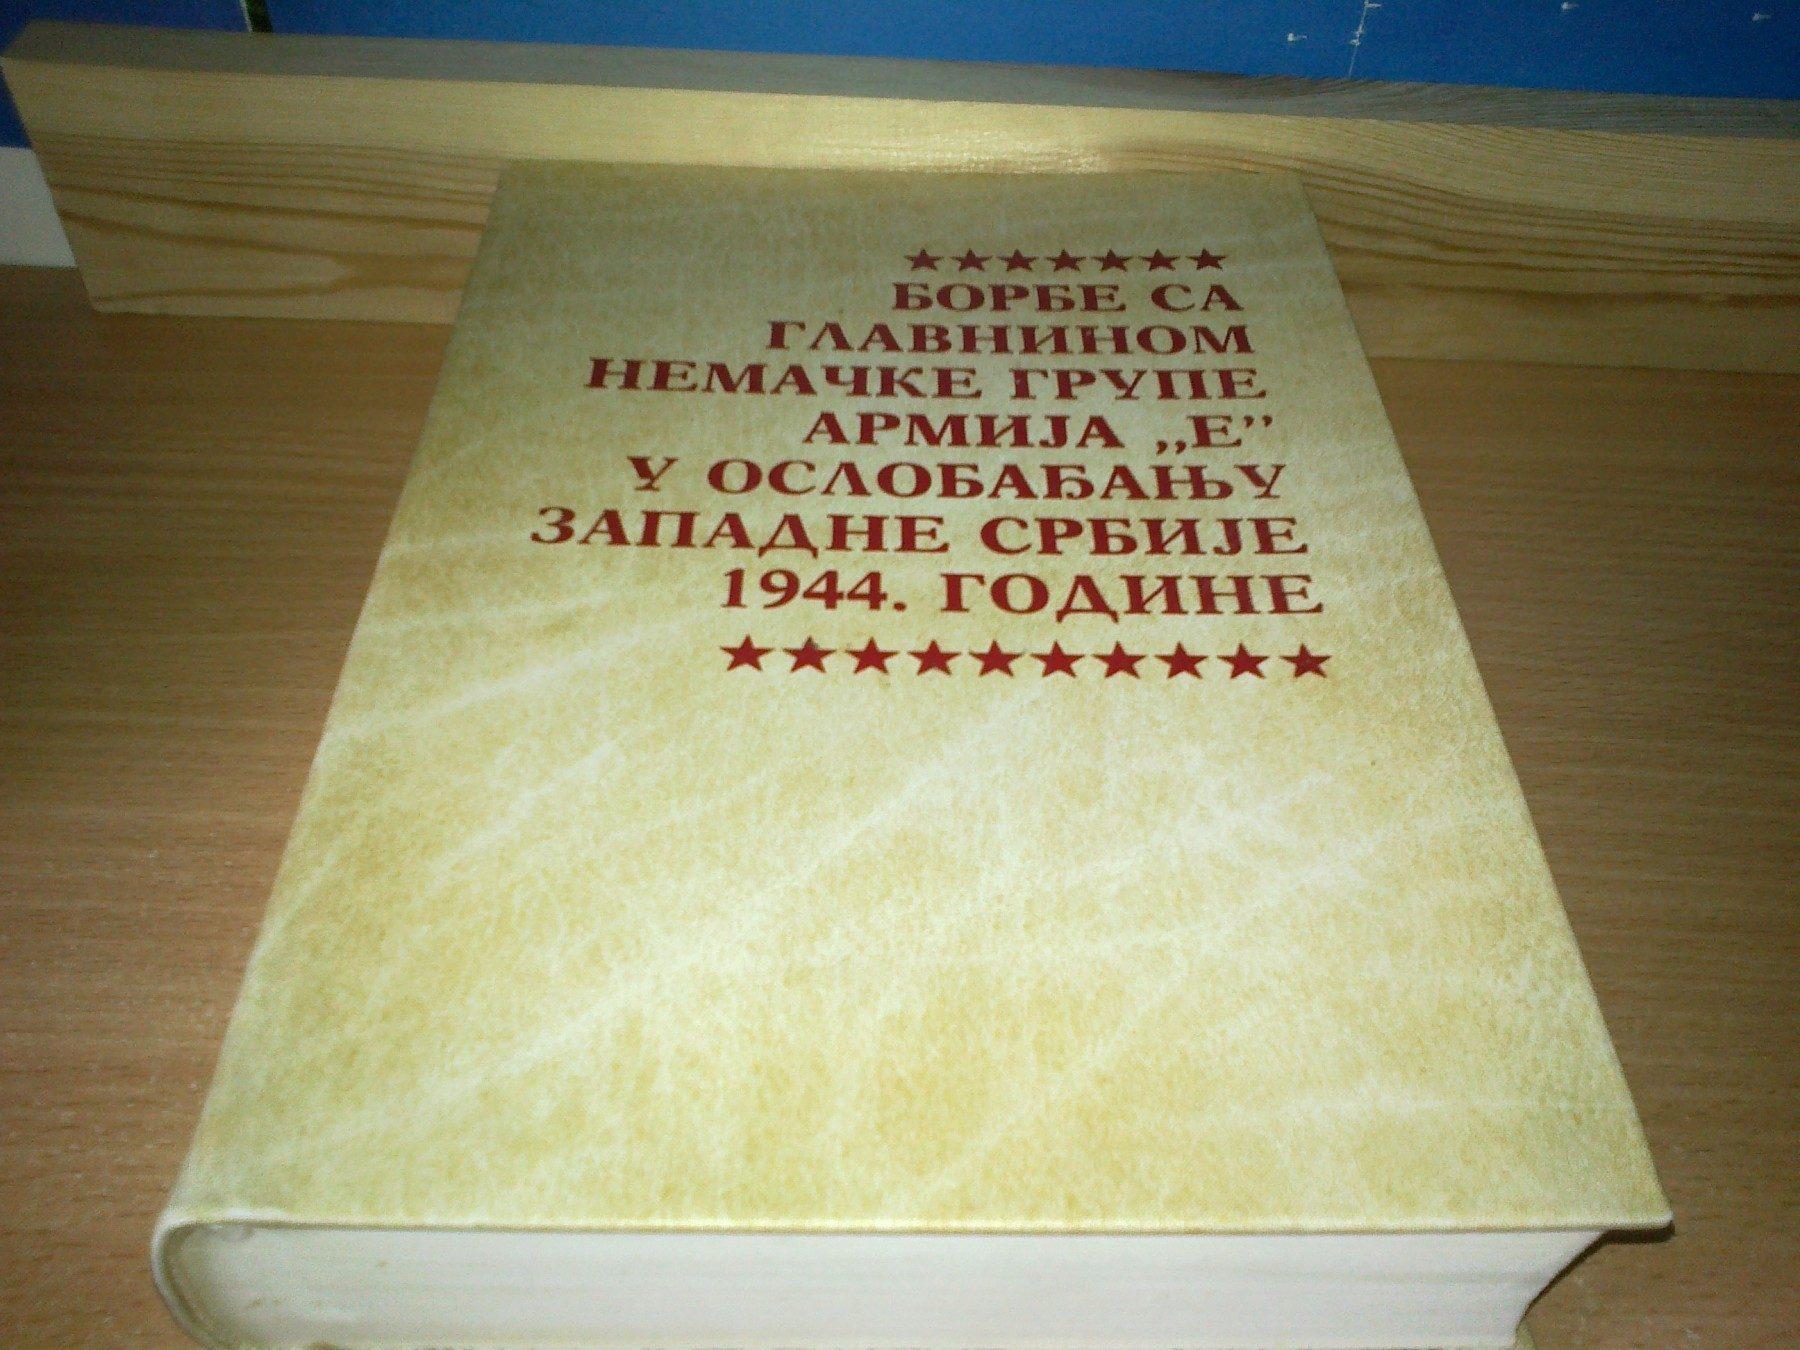 БОРБЕ СА
ГЛАВНИНОМ
НЕМАЧКЕ ГРУПЕ
АРМИЈА „Е”
У ОСЛОБАЂАЊУ
ЗАПАДНЕ СРБИЈЕ
1944. ГОДИНЕ